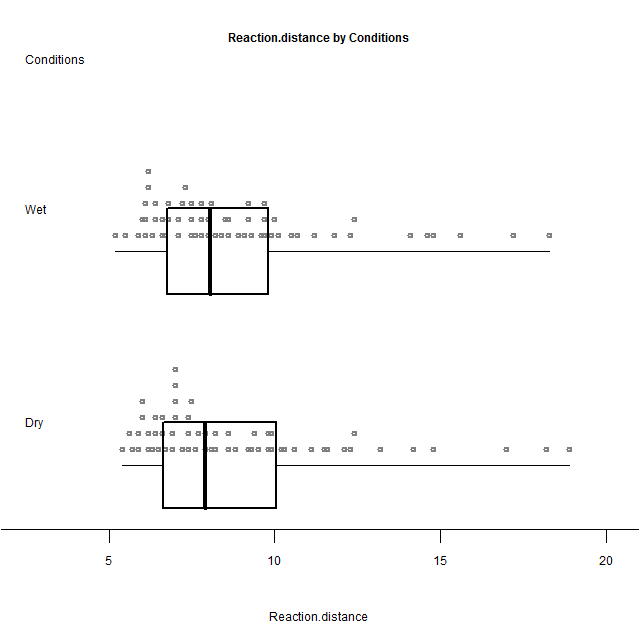 Reaction.distance by Conditions
Conditions
Wet
Dry
5 10 15 20
Reaction.distance